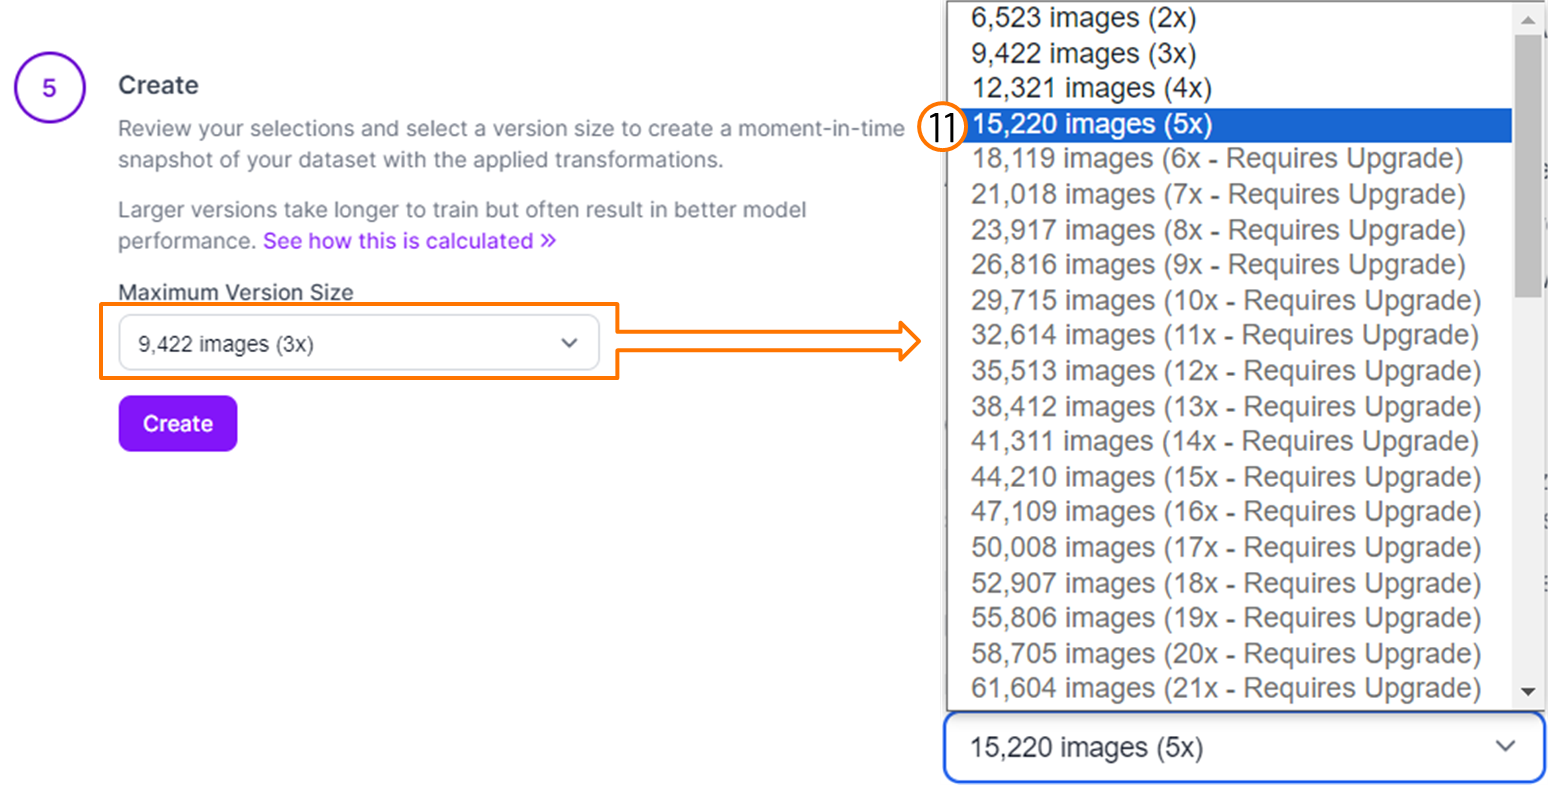 5
Create
Review your selections and select a version size to create a moment-in-time
snapshot of your dataset with the applied transformations.
Larger versions take longer to train but often result in better model
performance. See how this is calculated »
Maximum Version Size
9,422 images (3x)
Create
6,523 images (2x)
9,422 images (3x)
12,321 images (4x)
11 15,220 images (5x)
18,119 images (6x - Requires Upgrade)
21,018 images (7x - Requires Upgrade)
23,917 images (8x - Requires Upgrade)
26,816 images (9x - Requires Upgrade)
29,715 images (10x - Requires Upgrade)
32,614 images (11x - Requires Upgrade)
35,513 images (12x - Requires Upgrade)
38,412 images (13x - Requires Upgrade)
41,311 images (14x - Requires Upgrade)
44,210 images (15x - Requires Upgrade)
47,109 images (16x - Requires Upgrade)
50,008 images (17x - Requires Upgrade)
52,907 images (18x - Requires Upgrade)
55,806 images (19x - Requires Upgrade)
58,705 images (20x - Requires Upgrade)
61,604 images (21x - Requires Upgrade)
15,220 images (5x)